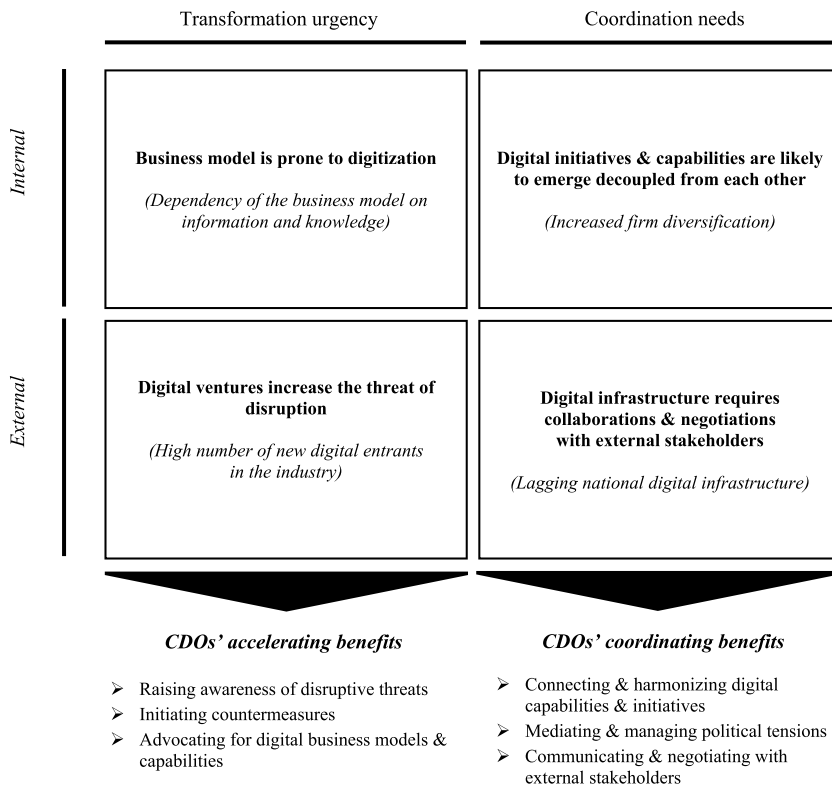 Transformation urgency
Coordination needs
Internal
Business model is prone to digitization
(Dependency of the business model on
information and knowledge)
Digital initiatives & capabilities are likely
to emerge decoupled from each other
(Increased firm diversification)
External
Digital ventures increase the threat of
disruption
(High number of new digital entrants
in the industry)
Digital infrastructure requires
collaborations & negotiations
with external stakeholders
(Lagging national digital infrastructure)
CDOs’ accelerating benefits
➢ Raising awareness of disruptive threats
➢ Initiating countermeasures
➢ Advocating for digital business models &
capabilities
CDOs’ coordinating benefits
➢ Connecting & harmonizing digital
capabilities & initiatives
➢ Mediating & managing political tensions
➢ Communicating & negotiating with
external stakeholders